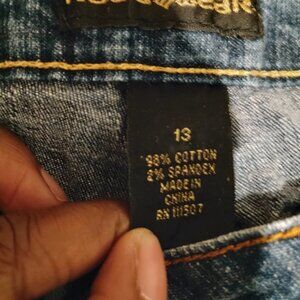 13
98% COTTON
2% SPANDEX
MADE IN
CHINA
RN 111507